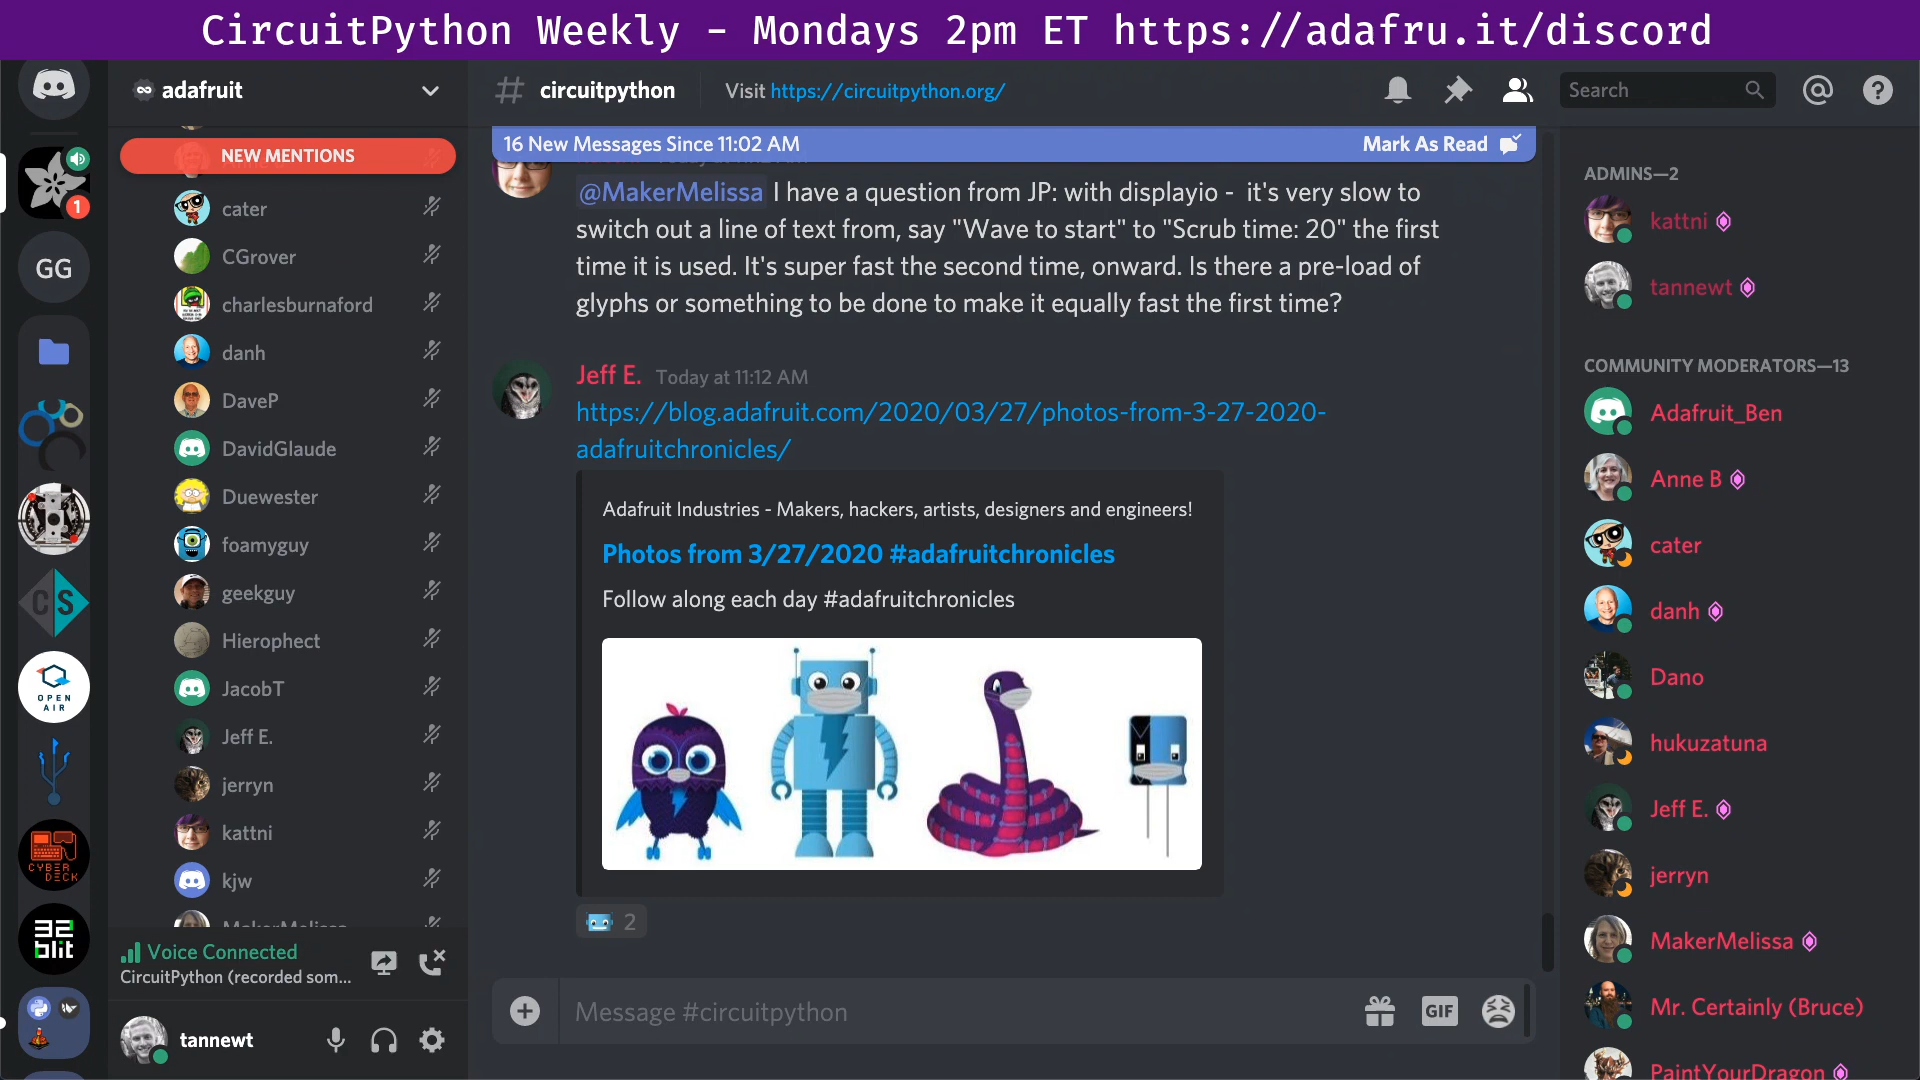 CircuitPython Weekly - Mondays 2pm ET https://adafru.it/discord
adafruit
NEW MENTIONS
1
GG
CS
OPEN
AIR
CYBER
DECK
32
blit
cater
CGrover
charlesburnaford
danh
DaveP
DavidGlaude
Duewester
foamyguy
geekguy
Hierophect
JacobT
Jeff E.
jerryn
kattni
kjw
MakerMelissa
Voice Connected
CircuitPython (recorded som...
tannewt
# circuitpython
Visit https://circuitpython.org/
Search
16 New Messages Since 11:02 AM
Mark As Read
@MakerMelissa I have a question from JP: with displayio - it's very slow to
switch out a line of text from, say "Wave to start" to "Scrub time: 20" the first
time it is used. It's super fast the second time, onward. Is there a pre-load of
glyphs or something to be done to make it equally fast the first time?
Jeff E. Today at 11:12 AM
https://blog.adafruit.com/2020/03/27/photos-from-3-27-2020-
adafruitchronicles/
Adafruit Industries - Makers, hackers, artists, designers and engineers!
Photos from 3/27/2020 #adafruitchronicles
Follow along each day #adafruitchronicles
2
Message #circuitpython
GIF
ADMINS—2
kattni
tannewt
COMMUNITY MODERATORS—13
Adafruit_Ben
Anne B
cater
danh
Dano
hukuzatuna
Jeff E.
jerryn
MakerMelissa
Mr. Certainly (Bruce)
PaintYourDragon